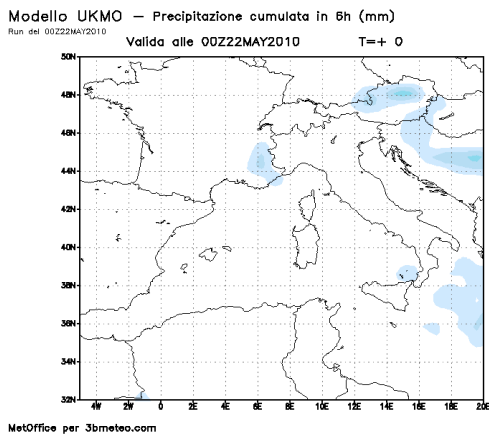 Modello UKMO – Precipitazione cumulata in 6h (mm)
Run del 00Z22MAY2010
Valida alle 00Z22MAY2010 T=+ 0
50N
48N
46N
44N
42N
40N
38N
36N
34N
32N
4W 2W 0 2E 4E 6E 8E 10E 12E 14E 16E 18E 20E
MetOffice per 3bmeteo.com